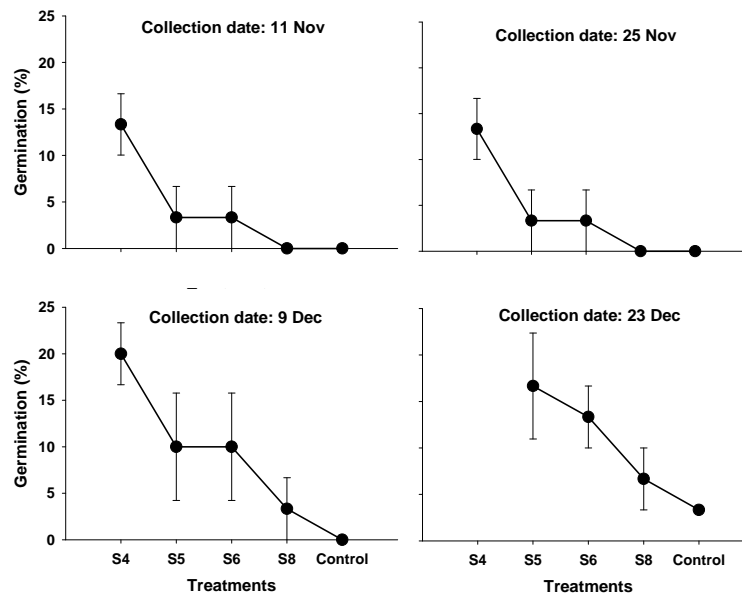 Collection date: 11 Nov
Collection date: 25 Nov
25
20
15
10
5
0
Germination (%)
Collection date: 9 Dec
Collection date: 23 Dec
25
20
15
10
5
0
Germination (%)
S4 S5 S6 S8 Control
S4 S5 S6 S8 Control
Treatments
Treatments